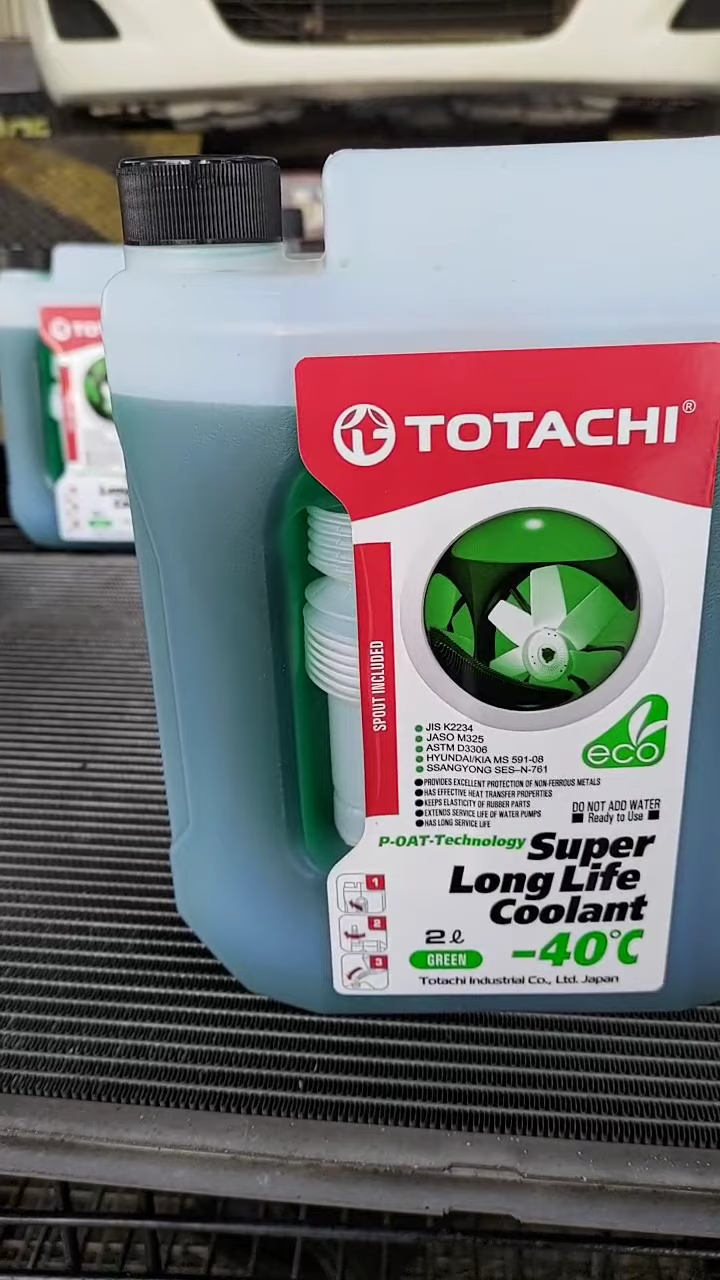 TOTACHI®
SPOUT INCLUDED
JIS K2234
JASO M325
ASTM D3306
HYUNDAI/KIA MS 591-08
SSANGYONG SES-N-761
eco
PROVIDES EXCELLENT PROTECTION OF NON-FERROUS METALS
HAS EFFECTIVE HEAT TRANSFER PROPERTIES
KEEPS ELASTICITY OF RUBBER PARTS
EXTENDS SERVICE LIFE OF WATER PUMPS
HAS LONG SERVICE LIFE
DO NOT ADD WATER
Ready to Use
P-OAT-Technology Super
Long Life
Coolant
1
2
3
2ℓ
-40°C
GREEN
Totachi Industrial Co., Ltd. Japan
TO